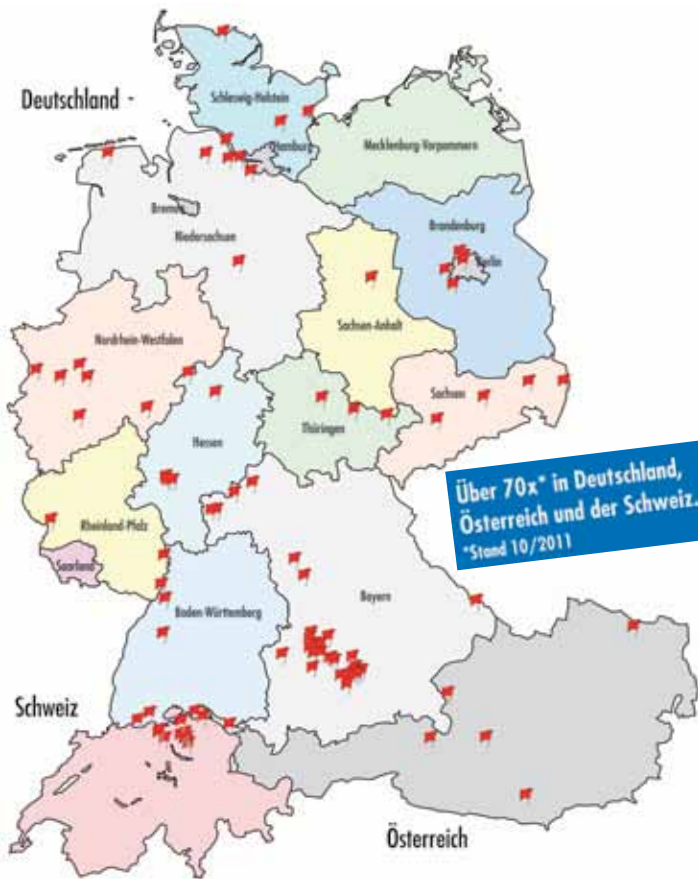 Schleswig-Holstein
Deutschland -
Hamburg
Mecklenburg-Vorpommern
Bremen
Brandenburg
Niedersachsen
Berlin
Sachsen-Anhalt
Nordrhein-Westfalen
Sachsen
Hessen
Thüringen
Über 70x* in Deutschland,
Österreich und der Schweiz.
*Stand 10/2011
Rheinland-Pfalz
Saarland
Bayern
Baden-Württemberg
Schweiz
Österreich